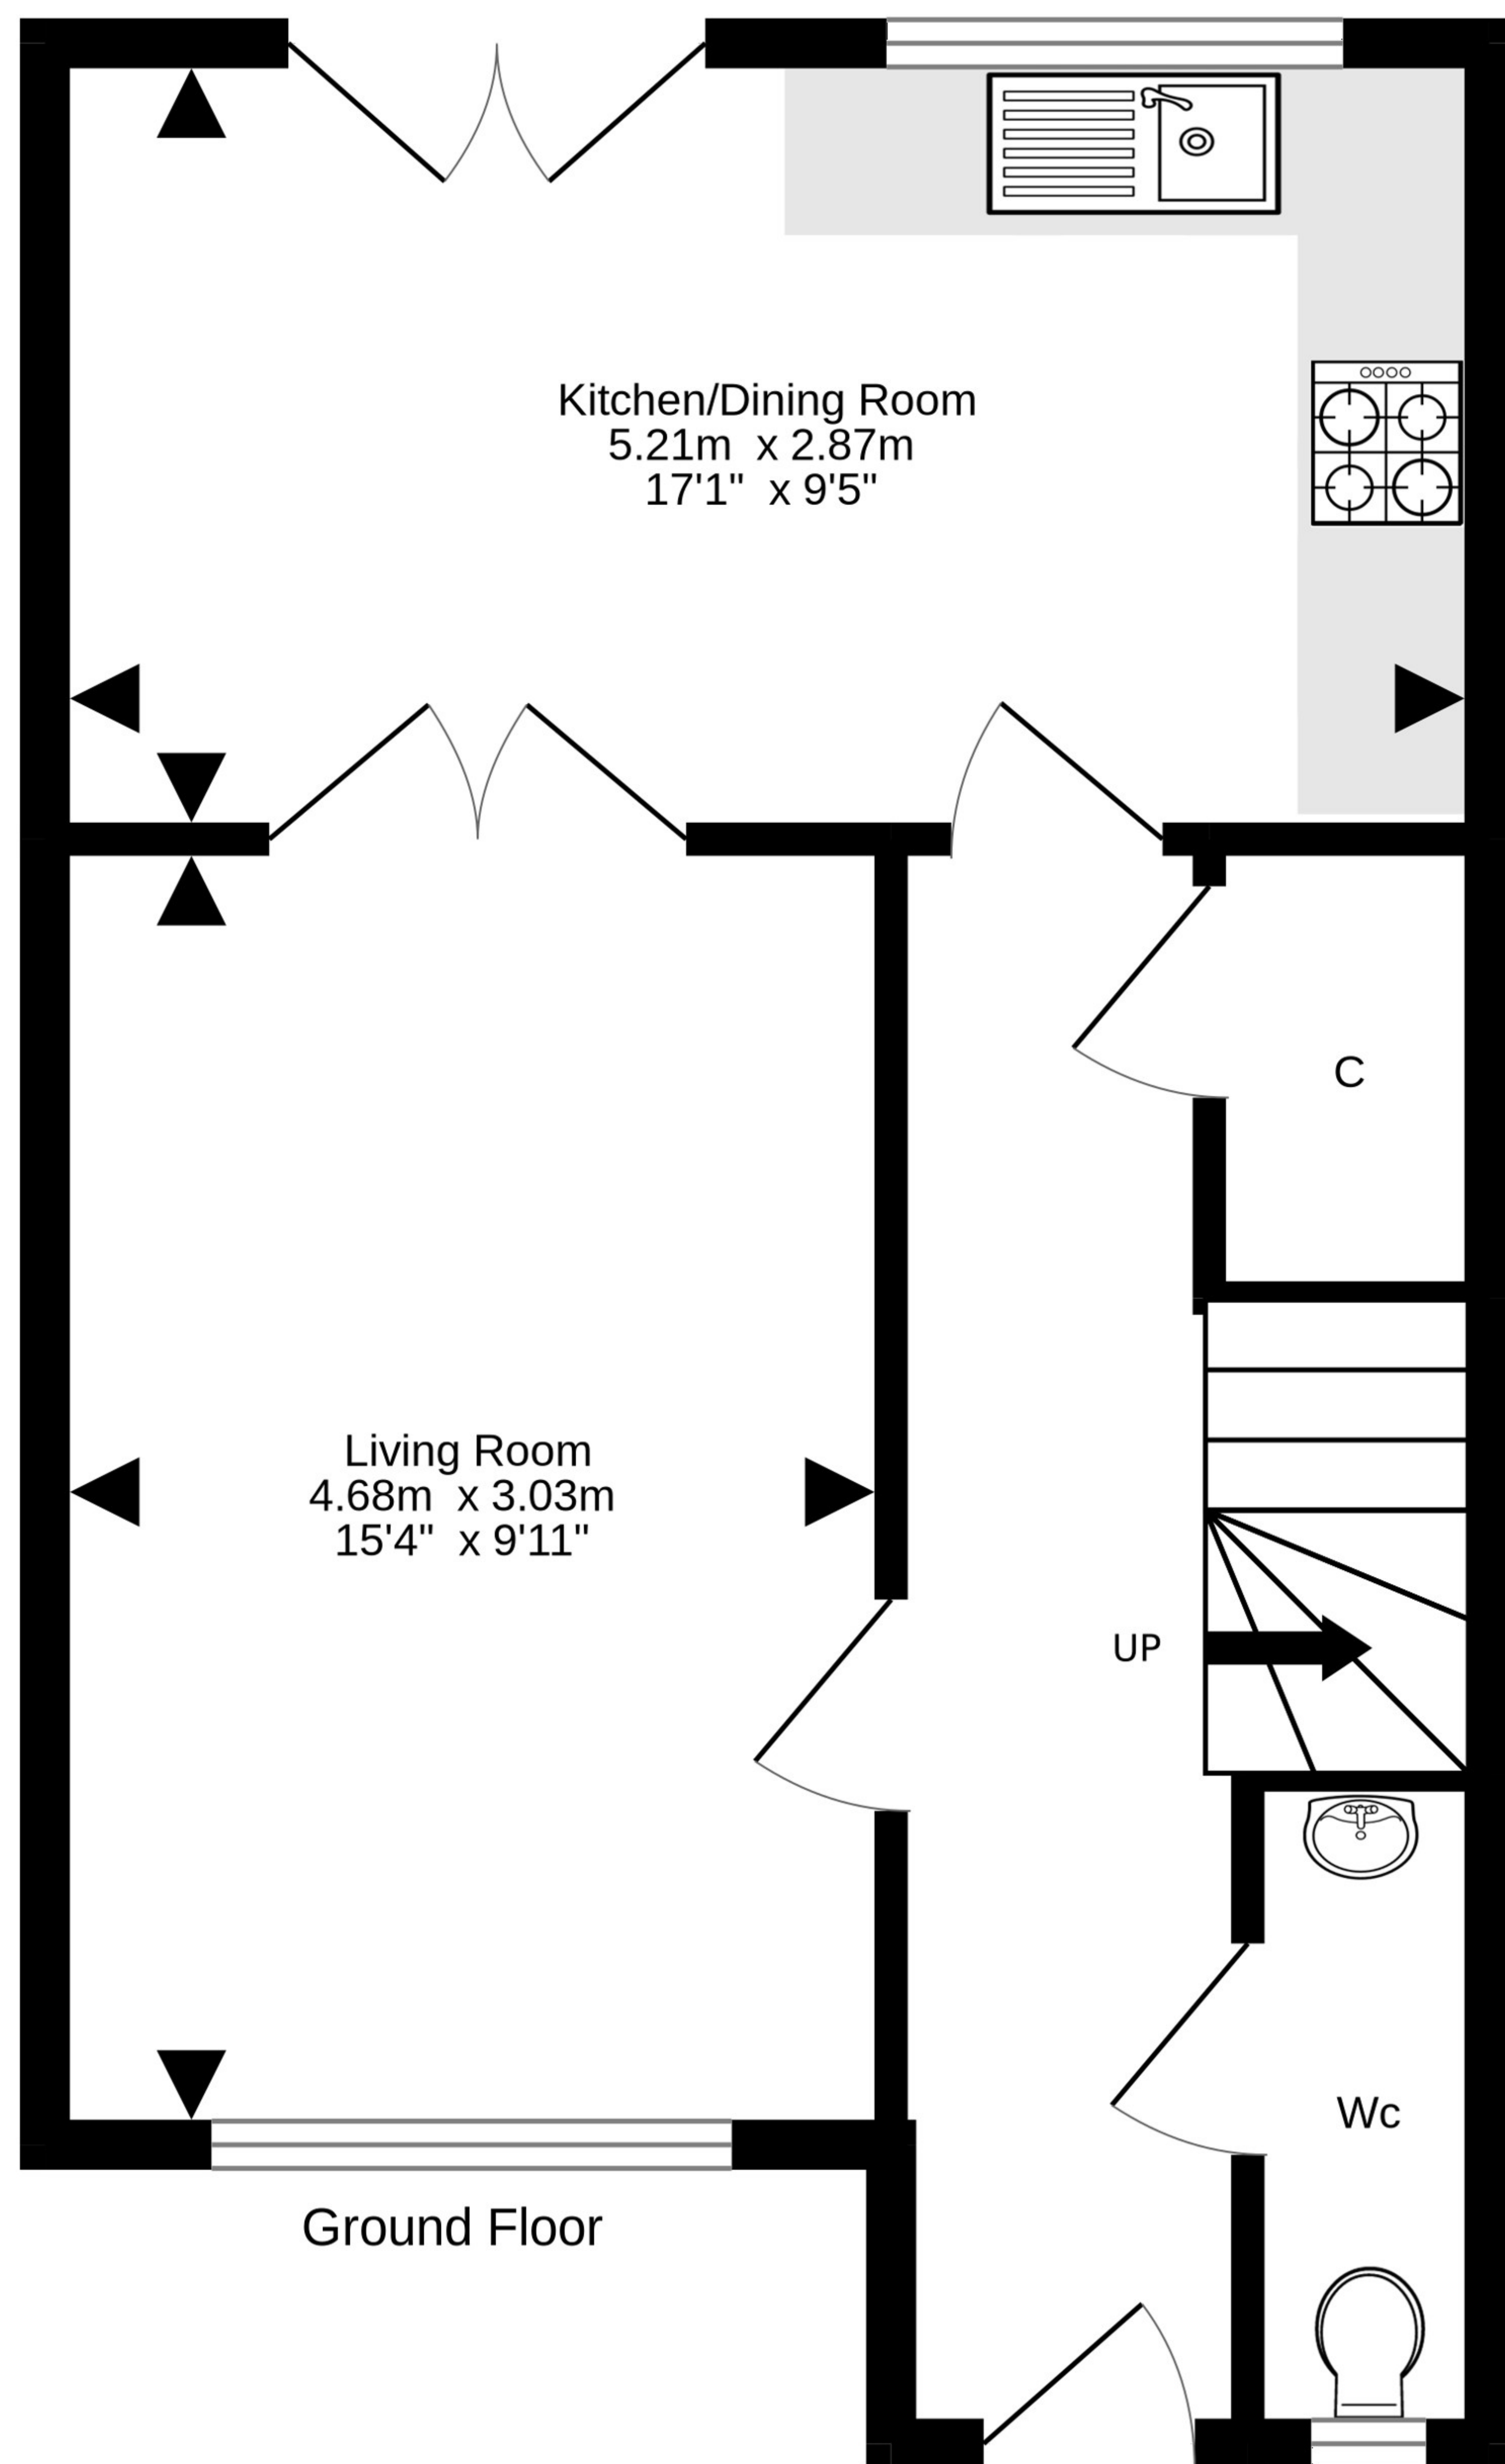 Kitchen/Dining Room
5.21m x 2.87m
17'1" x 9'5"
C
Living Room
4.68m x 3.03m
15'4" x 9'11"
UP
Wc
Ground Floor